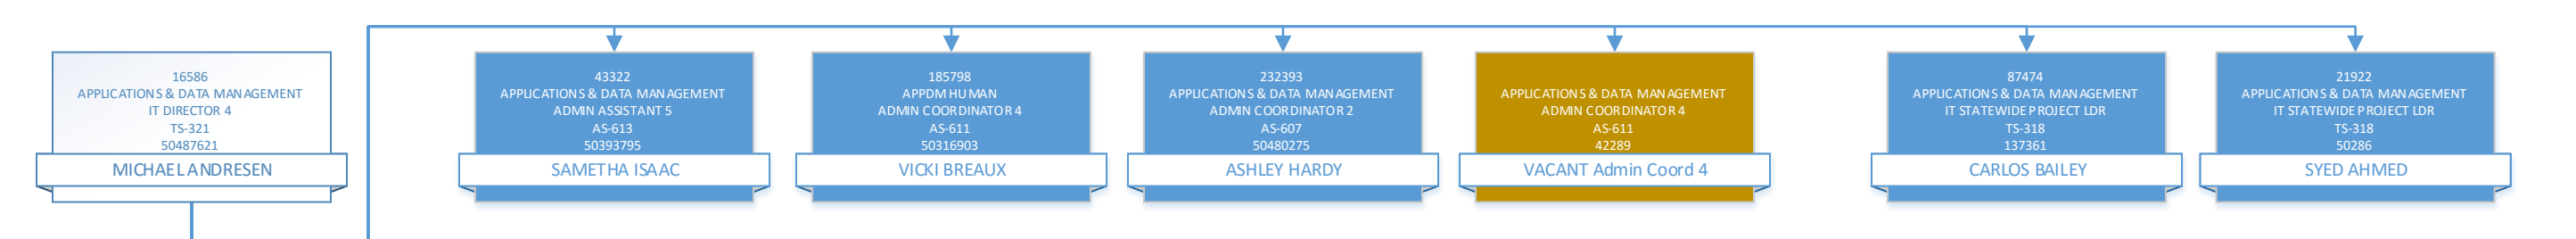 16586
APPLICATIONS & DATA MANAGEMENT
IT DIRECTOR 4
TS-321
50487621
MICHAEL ANDRESEN
43322
APPLICATIONS & DATA MANAGEMENT
ADMIN ASSISTANT 5
AS-613
50393795
SAMETHA ISAAC
185798
APPDM HUMAN
ADMIN COORDINATOR 4
AS-611
50316903
VICKI BREAUX
232393
APPLICATIONS & DATA MANAGEMENT
ADMIN COORDINATOR 2
AS-607
50480275
ASHLEY HARDY
APPLICATIONS & DATA MANAGEMENT
ADMIN COORDINATOR 4
AS-611
42289
VACANT Admin Coord 4
87474
APPLICATIONS & DATA MANAGEMENT
IT STATEWIDE PROJECT LDR
TS-318
137361
CARLOS BAILEY
21922
APPLICATIONS & DATA MANAGEMENT
IT STATEWIDE PROJECT LDR
TS-318
50286
SYED AHMED